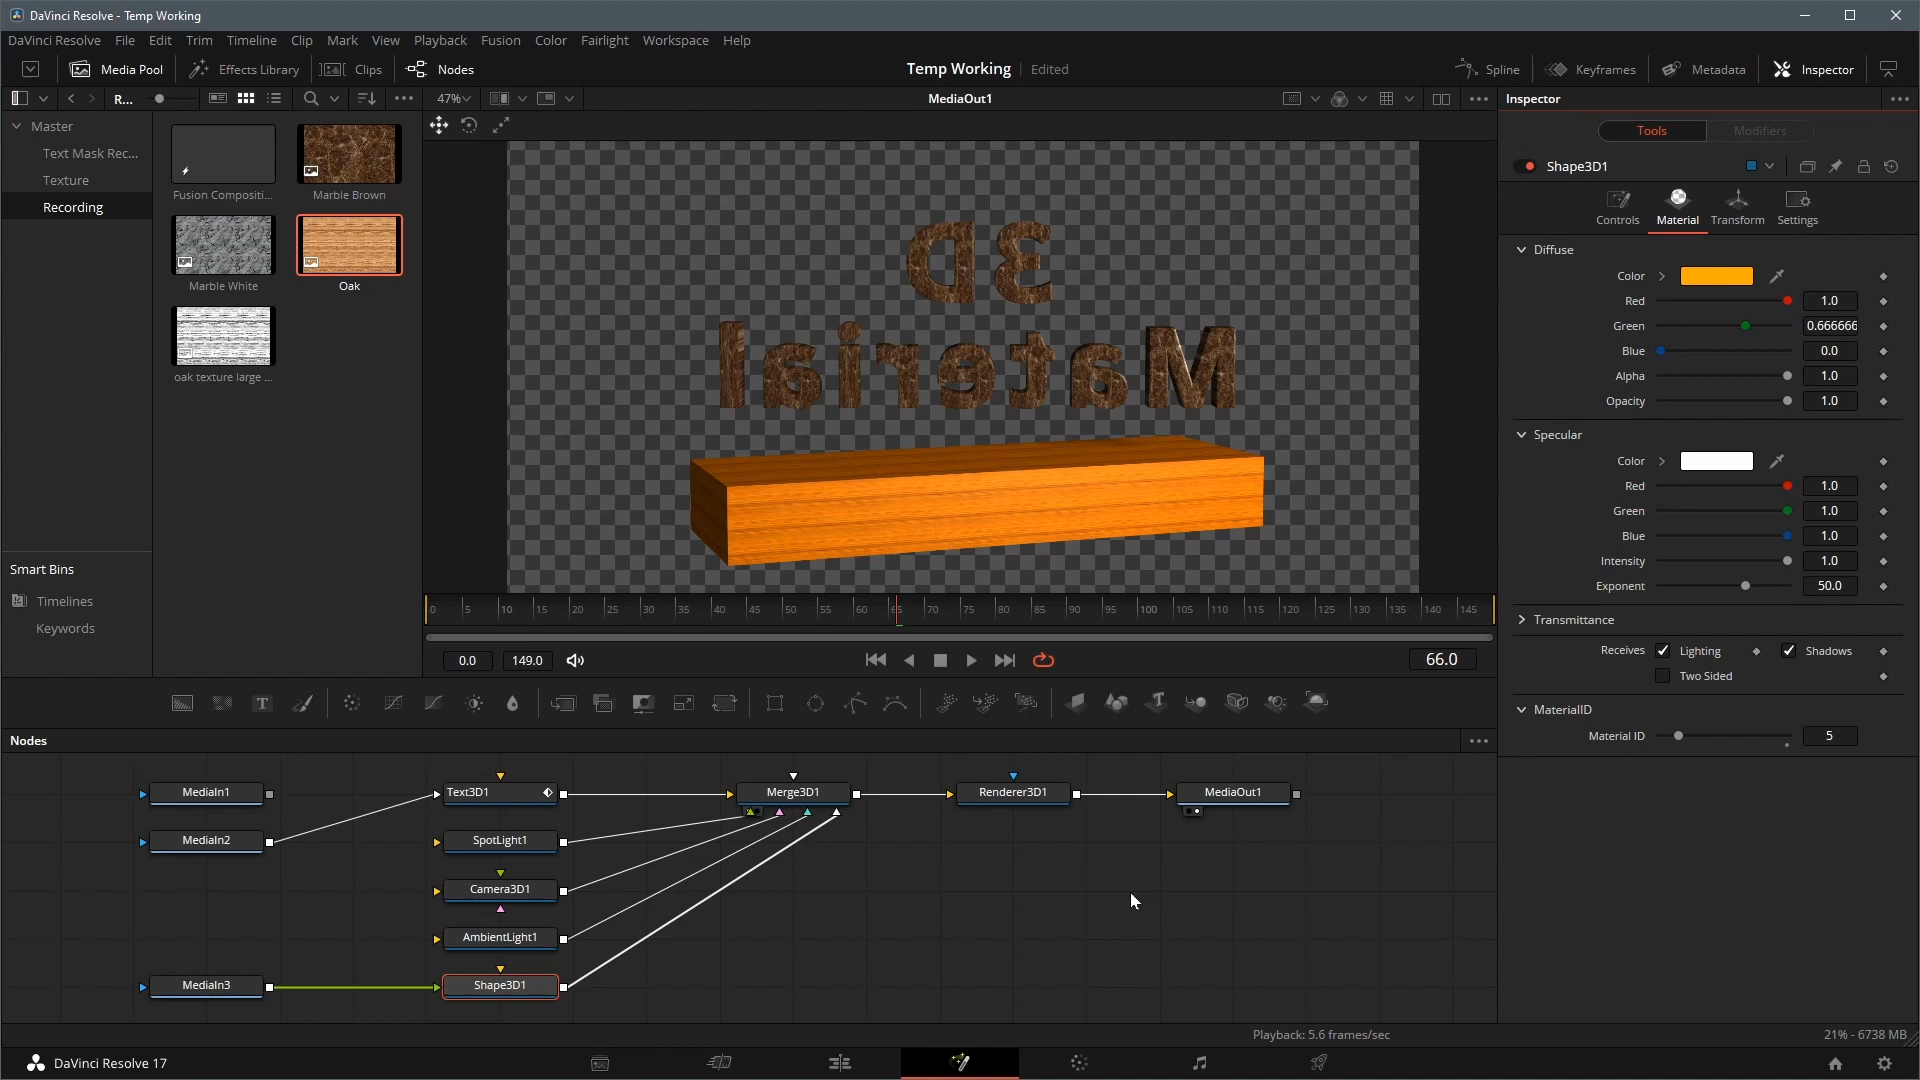 DaVinci Resolve - Temp Working
DaVinci Resolve File Edit Trim Timeline Clip Mark View Playback Fusion Color Fairlight Workspace Help
Media Pool Effects Library Clips Nodes Temp Working Edited Spline Keyframes Metadata Inspector
R... 47% MediaOut1 Inspector
Master
Text Mask Rec...
Texture
Recording
Fusion Compositi... Marble Brown
Marble White Oak
oak texture large ...
Smart Bins
Timelines
Keywords
3D
Material
0 5 10 15 20 25 30 35 40 45 50 55 60 65 70 75 80 85 90 95 100 105 110 115 120 125 130 135 140 145
0.0 149.0 66.0
Tools Modifiers
Shape3D1
Controls Material Transform Settings
Diffuse
Color
Red 1.0
Green 0.666666
Blue 0.0
Alpha 1.0
Opacity 1.0
Specular
Color
Red 1.0
Green 1.0
Blue 1.0
Intensity 1.0
Exponent 50.0
Transmittance
Receives Lighting Shadows
Two Sided
MaterialID
Material ID 5
Nodes
MediaIn1 Text3D1 Merge3D1 Renderer3D1 MediaOut1
MediaIn2 SpotLight1
Camera3D1
AmbientLight1
MediaIn3 Shape3D1
Playback: 5.6 frames/sec 21% - 6738 MB
DaVinci Resolve 17